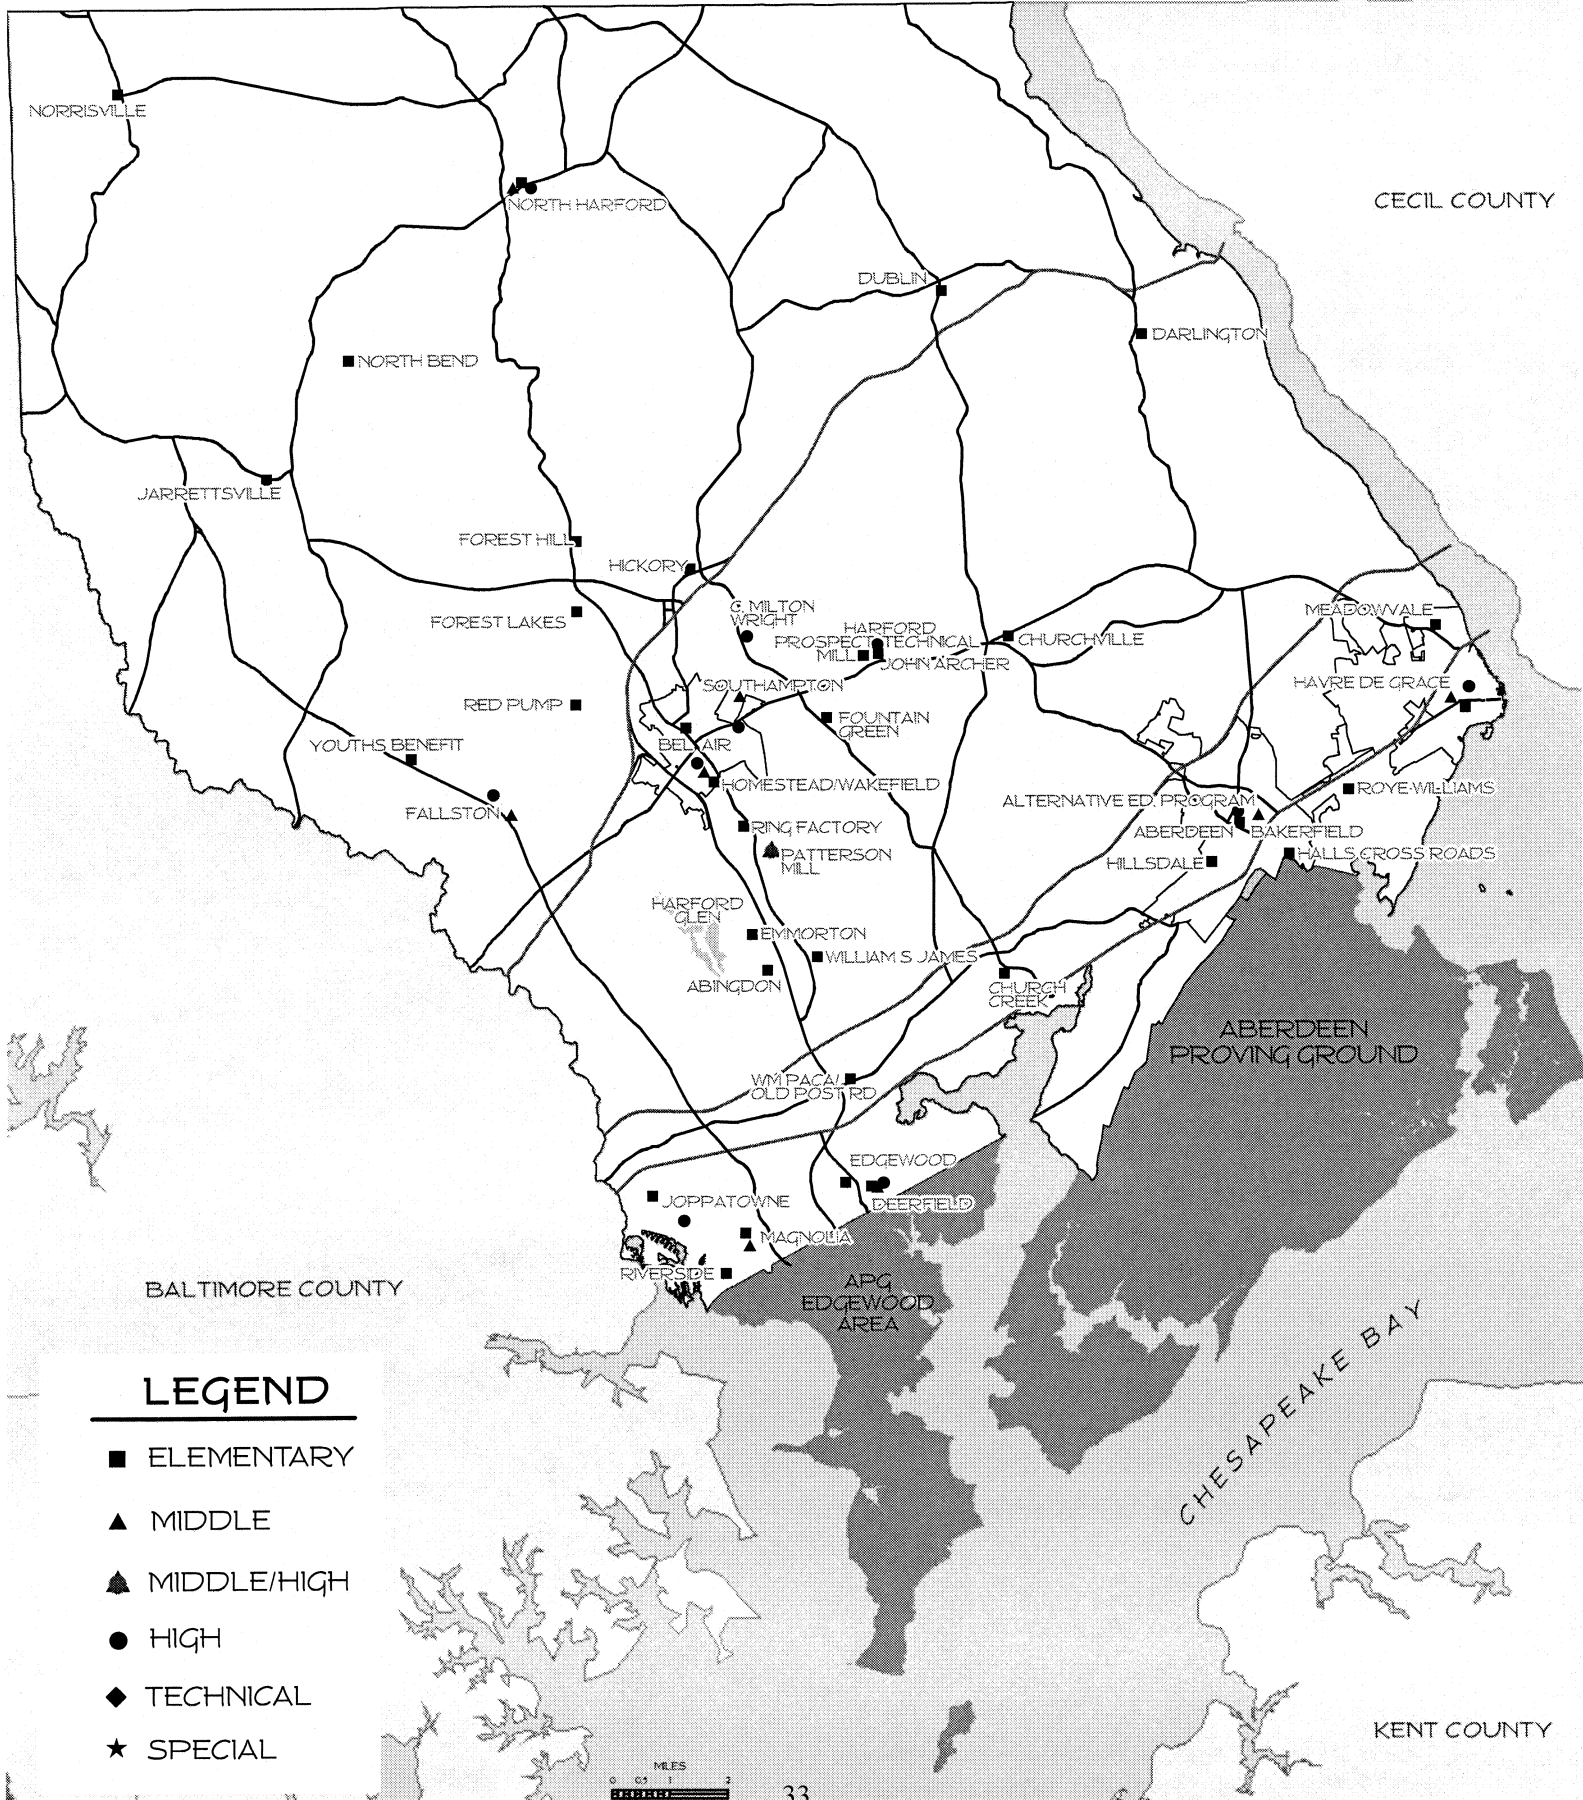 NORRISVILLE
CECIL COUNTY
NORTH HARFORD
DUBLIN
DARLINGTON
NORTH BEND
JARRETTSVILLE
FOREST HILL
HICKORY
C. MILTON
WRIGHT
MEADOWVALE
FOREST LAKES
HARFORD
TECHNICAL
PROSPECT
MILL
CHURCHVILLE
JOHN ARCHER
SOUTHAMPTON
HAVRE DE GRACE
RED PUMP
FOUNTAIN
GREEN
YOUTHS BENEFIT
BEL AIR
HOMESTEAD/WAKEFIELD
ROYE-WILLIAMS
ALTERNATIVE ED. PROGRAM
FALLSTON
RING FACTORY
ABERDEEN
BAKERFIELD
PATTERSON
MILL
HILLSDALE
HALLS CROSS ROADS
HARFORD
GLEN
EMMORTON
WILLIAM S JAMES
ABINGDON
CHURCH
CREEK
ABERDEEN
PROVING GROUND
WM PACA/
OLD POST RD
EDGEWOOD
JOPPATOWNE
DEERFIELD
MAGNOLIA
RIVERSIDE
APG
EDGEWOOD
AREA
BALTIMORE COUNTY
CHESAPEAKE BAY
LEGEND
ELEMENTARY
MIDDLE
MIDDLE/HIGH
HIGH
TECHNICAL
SPECIAL
KENT COUNTY
MILES
0 0.5 1 2
33